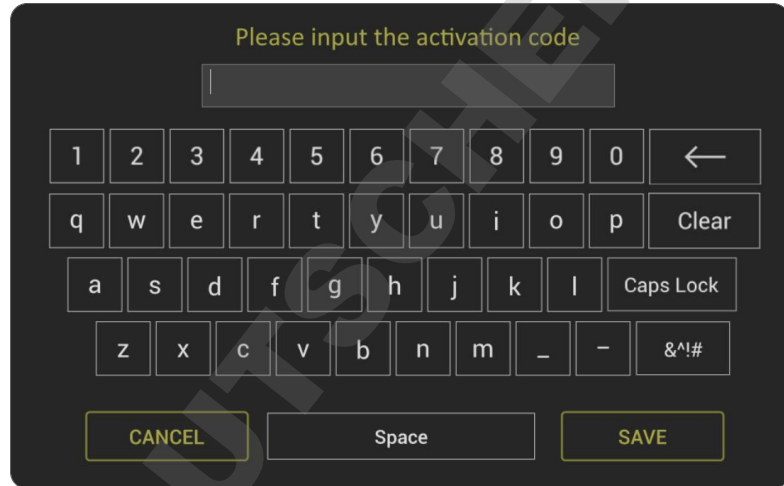 Please input the activation code
1 2 3 4 5 6 7 8 9 0 ←
q w e r t y u i o p Clear
a s d f g h j k l Caps Lock
z x c v b n m _ – &^!#
CANCEL Space SAVE